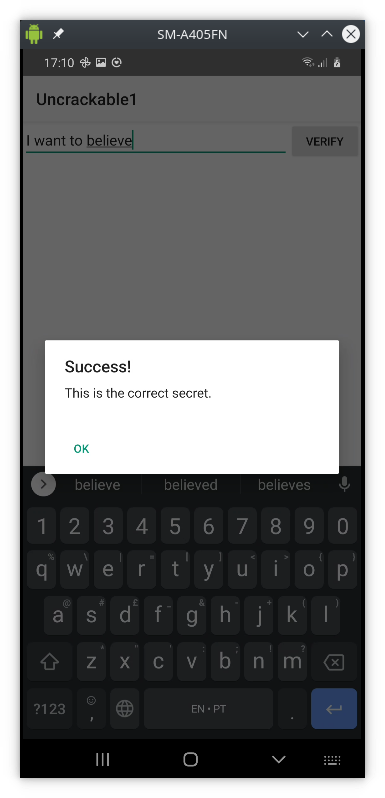 SM-A405FN
17:10
Uncrackable1
I want to believe
VERIFY
Success!
This is the correct secret.
OK
believe believed believes
1 2 3 4 5 6 7 8 9 0
q w e r t y u i o p
a s d f g h j k l
z x c v b n m
?123 , EN • PT .